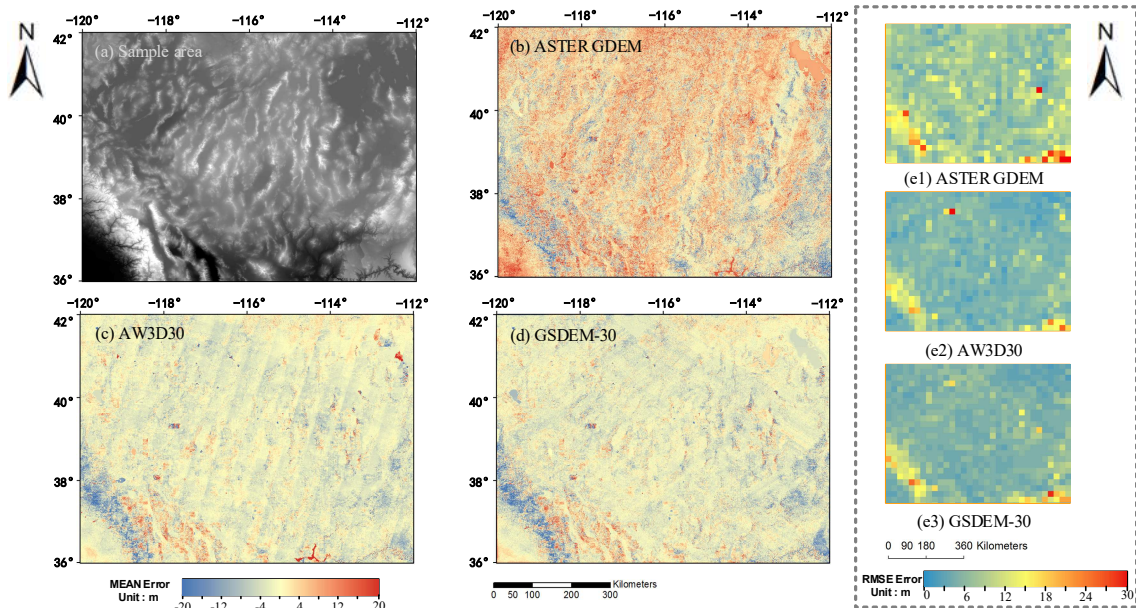 -120 -118 -116 -114 -112
-120 -118 -116 -114 -112°
N
42°
(a) Sample area
40°
38°
36°
42°
(b) ASTER GDEM
40°
38°
36°
N
(e1) ASTER GDEM
-120 -118 -116 -114 -112°
-120 -118 -116 -114 -112°
42°
(c) AW3D30
40°
38°
36°
42°
(d) GSDEM-30
40°
38°
36°
(e2) AW3D30
(e3) GSDEM-30
0 90 180 360 Kilometers
MEAN Error
Unit : m
-20 -12 -4 4 12 20
Kilometers
0 50 100 200 300
RMSE Error
Unit : m
0 6 12 18 24 30